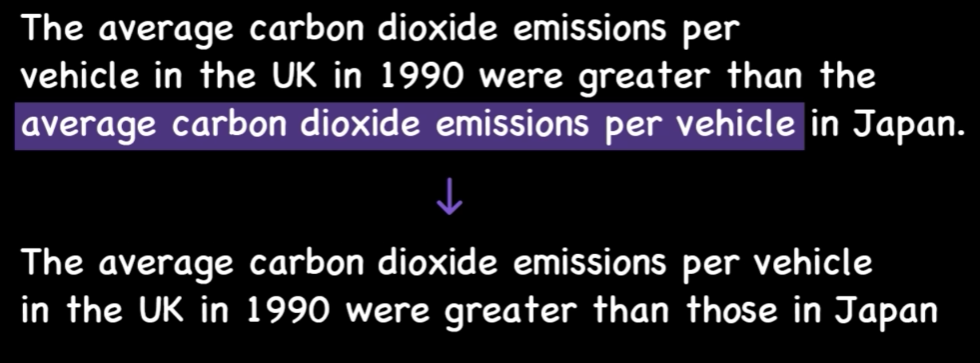 The average carbon dioxide emissions per
vehicle in the UK in 1990 were greater than the
average carbon dioxide emissions per vehicle in Japan.
The average carbon dioxide emissions per vehicle
in the UK in 1990 were greater than those in Japan